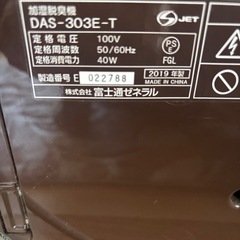 加湿脱臭機
DAS-303E-T
S-JET
定格電圧 100V
定格周波数 50/60Hz
定格消費電力 40W
PS E
FGL
製造番号 E 022788
2019年製
MADE IN CHINA
株式会社 富士通ゼネラル